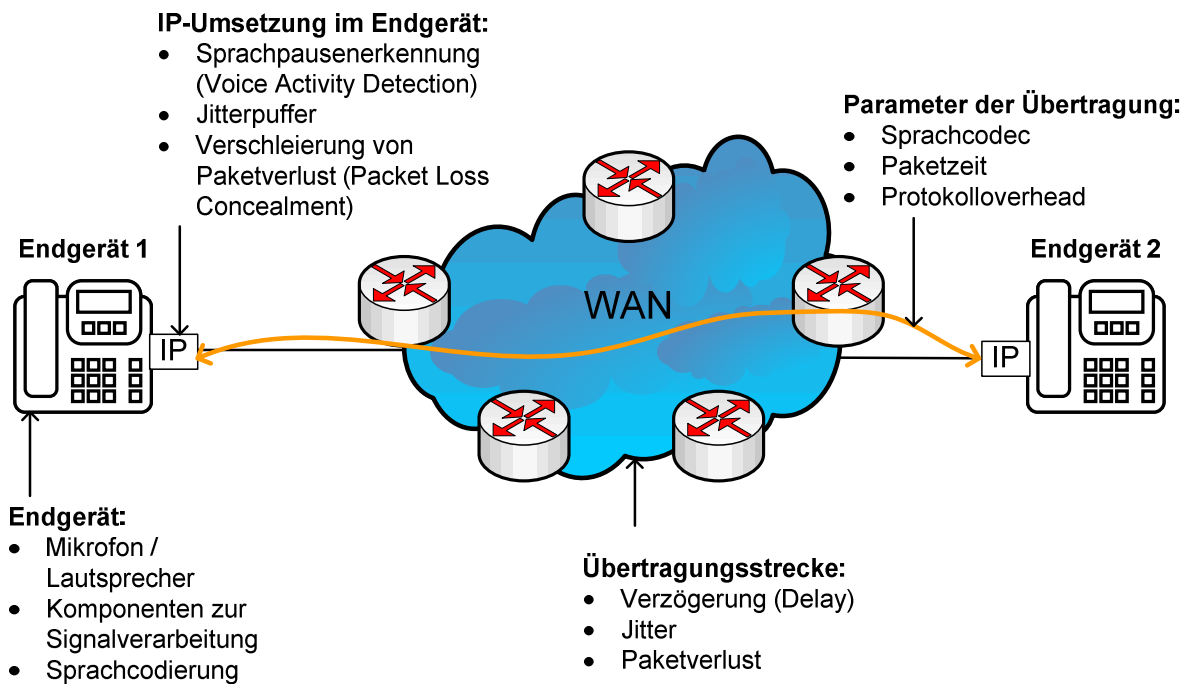 IP-Umsetzung im Endgerät:
• Sprachpausenerkennung
(Voice Activity Detection)
• Jitterpuffer
• Verschleierung von
Paketverlust (Packet Loss
Concealment)
Parameter der Übertragung:
• Sprachcodec
• Paketzeit
• Protokolloverhead
Endgerät 1
Endgerät 2
WAN
IP
IP
Endgerät:
• Mikrofon /
Lautsprecher
• Komponenten zur
Signalverarbeitung
• Sprachcodierung
Übertragungsstrecke:
• Verzögerung (Delay)
• Jitter
• Paketverlust